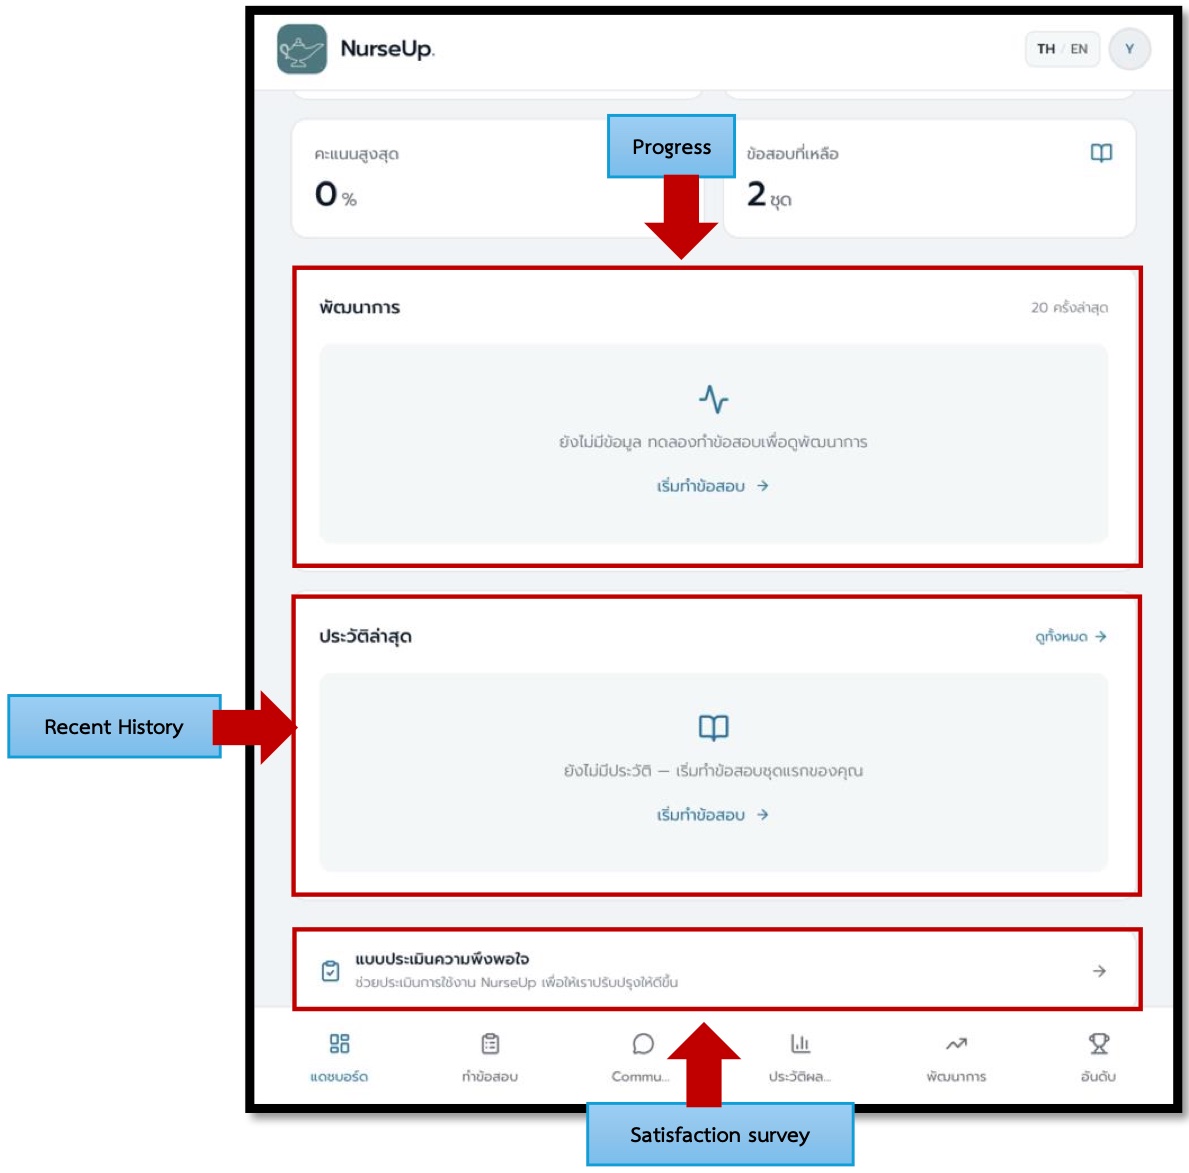 NurseUp.
TH / EN
Y
Progress
คะแนนสูงสุด
0 %
ข้อสอบที่เหลือ
2 ชุด
พัฒนาการ
20 ครั้งล่าสุด
ยังไม่มีข้อมูล ทดลองทำข้อสอบเพื่อดูพัฒนาการ
เริ่มทำข้อสอบ →
ประวัติล่าสุด
ดูทั้งหมด →
Recent History
ยังไม่มีประวัติ — เริ่มทำข้อสอบชุดแรกของคุณ
เริ่มทำข้อสอบ →
แบบประเมินความพึงพอใจ
ช่วยประเมินการใช้งาน NurseUp เพื่อให้เราปรับปรุงให้ดีขึ้น
แดชบอร์ด
ทำข้อสอบ
Commu...
ประวัติผล...
พัฒนาการ
อันดับ
Satisfaction survey